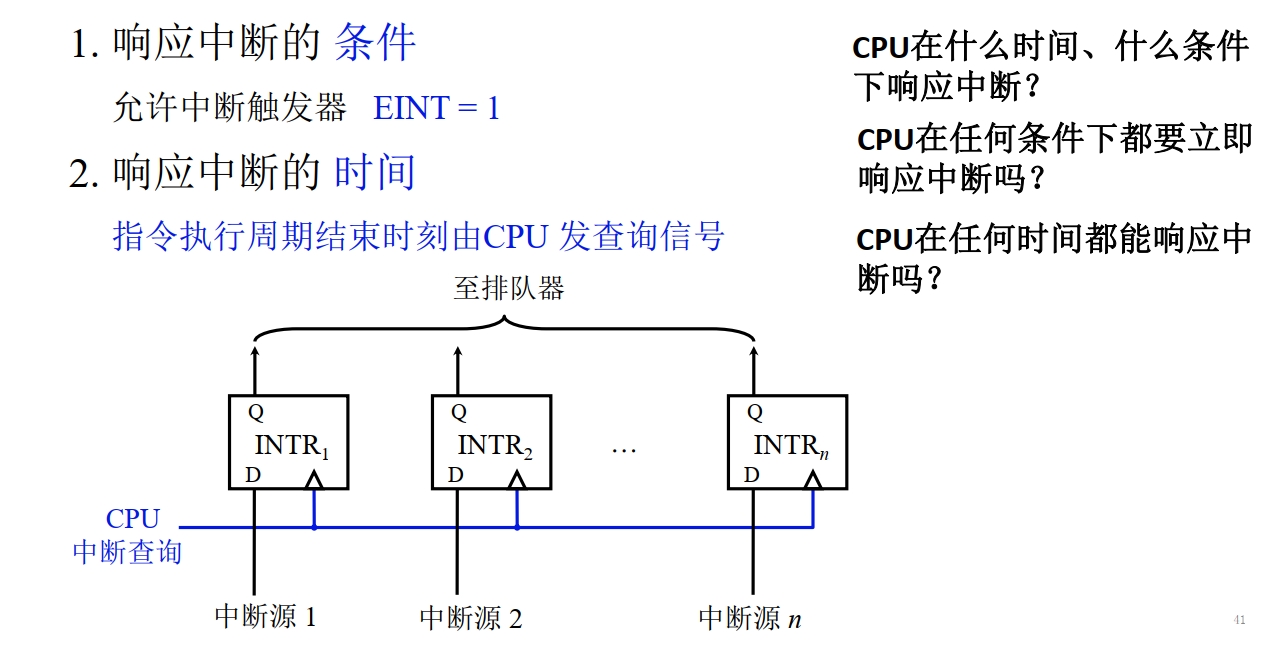 1. 响应中断的 条件
允许中断触发器 EINT = 1
2. 响应中断的 时间
指令执行周期结束时刻由CPU 发查询信号
CPU在什么时间、什么条件
下响应中断？
CPU在任何条件下都要立即
响应中断吗？
CPU在任何时间都能响应中
断吗？
至排队器
Q Q Q
INTR1 INTR2 … INTRn
D D D
CPU
中断查询
中断源 1 中断源 2 中断源 n
41